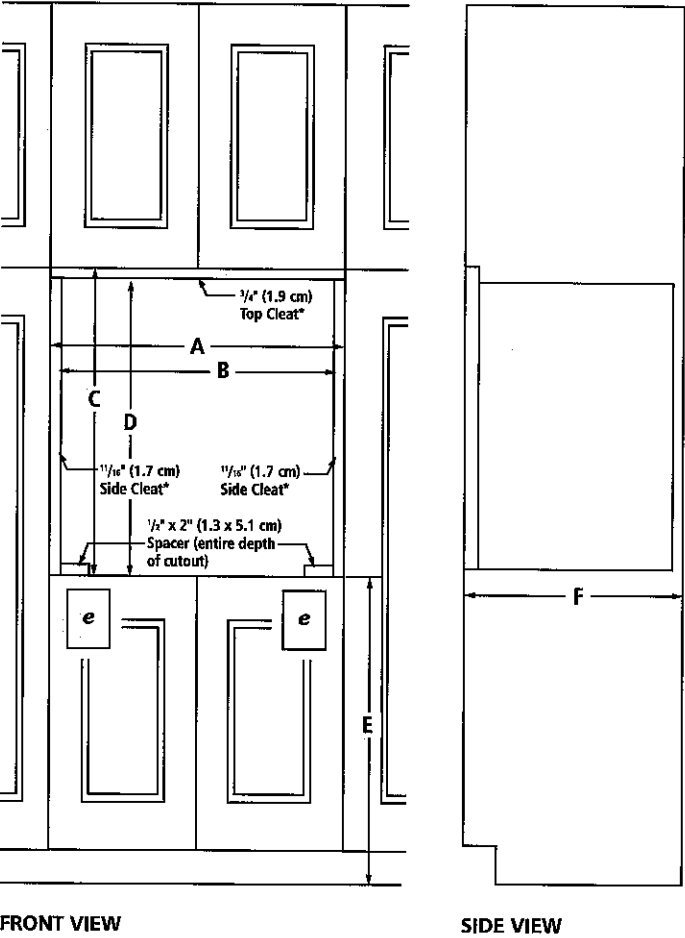 3/4" (1.9 cm)
Top Cleat*
A
B
C
D
11/16" (1.7 cm)
Side Cleat*
11/16" (1.7 cm)
Side Cleat*
1/2" x 2" (1.3 x 5.1 cm)
Spacer (entire depth
of cutout)
e
e
E
F
FRONT VIEW
SIDE VIEW